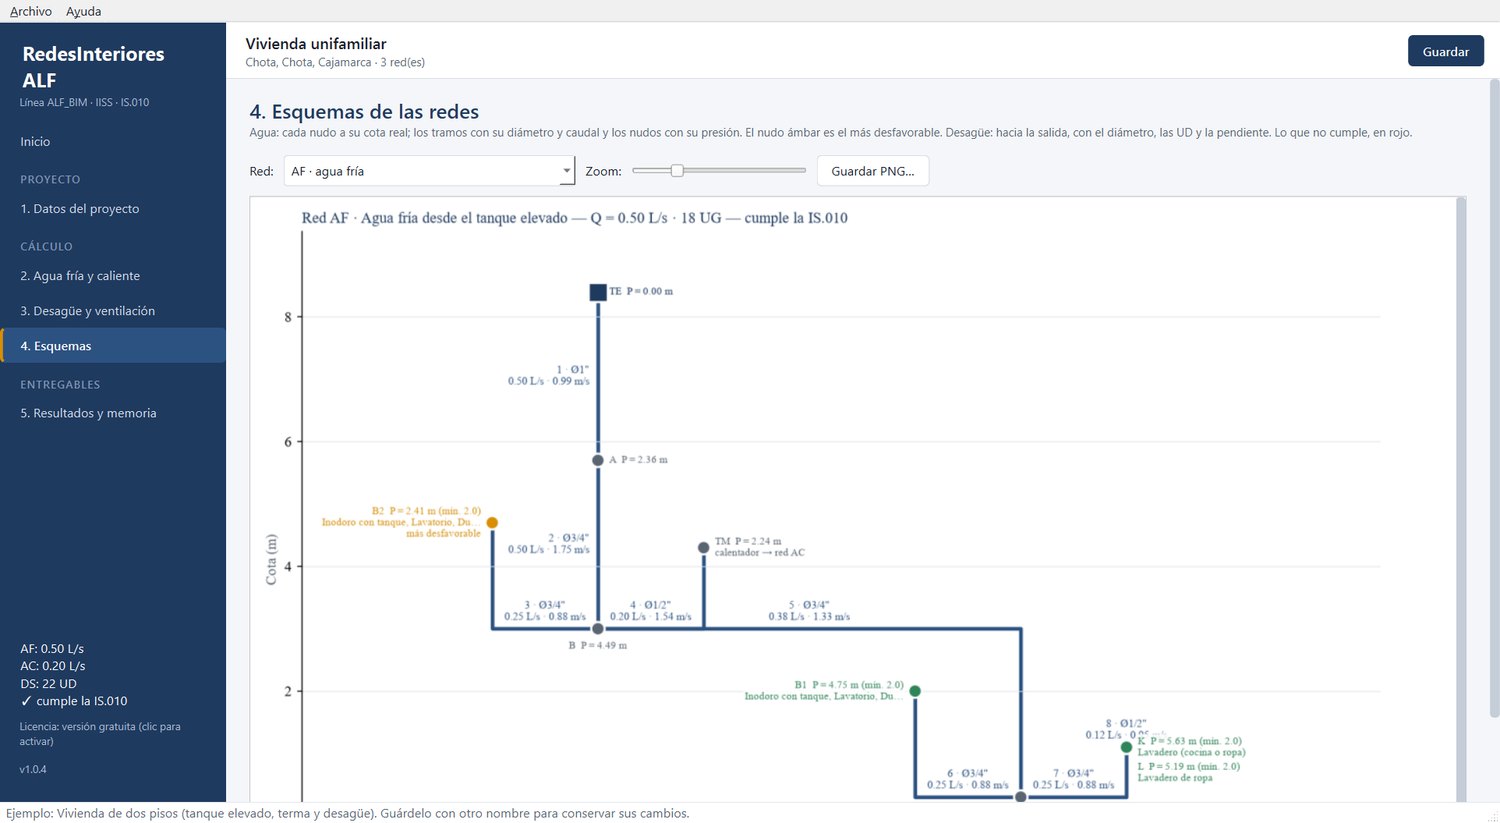 Archivo Ayuda
RedesInteriores
ALF
Línea ALF_BIM · IISS · IS.010
Inicio
PROYECTO
1. Datos del proyecto
CÁLCULO
2. Agua fría y caliente
3. Desagüe y ventilación
4. Esquemas
ENTREGABLES
5. Resultados y memoria
AF: 0.50 L/s
AC: 0.20 L/s
DS: 22 UD
✓ cumple la IS.010
Licencia: versión gratuita (clic para
activar)
v1.0.4
Vivienda unifamiliar
Chota, Chota, Cajamarca · 3 red(es)
Guardar
4. Esquemas de las redes
Agua: cada nudo a su cota real; los tramos con su diámetro y caudal y los nudos con su presión. El nudo ámbar es el más desfavorable. Desagüe: hacia la salida, con el diámetro, las UD y la pendiente. Lo que no cumple, en rojo.
Red: AF · agua fría Zoom: Guardar PNG...
Red AF · Agua fría desde el tanque elevado — Q = 0.50 L/s · 18 UG — cumple la IS.010
TE P = 0.00 m
8
1 · Ø1"
0.50 L/s · 0.99 m/s
6
A P = 2.36 m
B2 P = 2.41 m (min. 2.0)
Inodoro con tanque, Lavatorio, Du...
más desfavorable
2 · Ø3/4"
0.50 L/s · 1.75 m/s
TM P = 2.24 m
calentador → red AC
Cota (m)
4
3 · Ø3/4"
0.25 L/s · 0.88 m/s
4 · Ø1/2"
0.20 L/s · 1.54 m/s
5 · Ø3/4"
0.38 L/s · 1.33 m/s
B P = 4.49 m
2
B1 P = 4.75 m (min. 2.0)
Inodoro con tanque, Lavatorio, Du...
8 · Ø1/2"
0.12 L/s ·
K P = 5.63 m (min. 2.0)
Lavadero (cocina o ropa)
L P = 5.19 m (min. 2.0)
Lavadero de ropa
6 · Ø3/4"
0.25 L/s · 0.88 m/s
7 · Ø3/4"
0.25 L/s · 0.88 m/s
Ejemplo: Vivienda de dos pisos (tanque elevado, terma y desagüe). Guárdelo con otro nombre para conservar sus cambios.